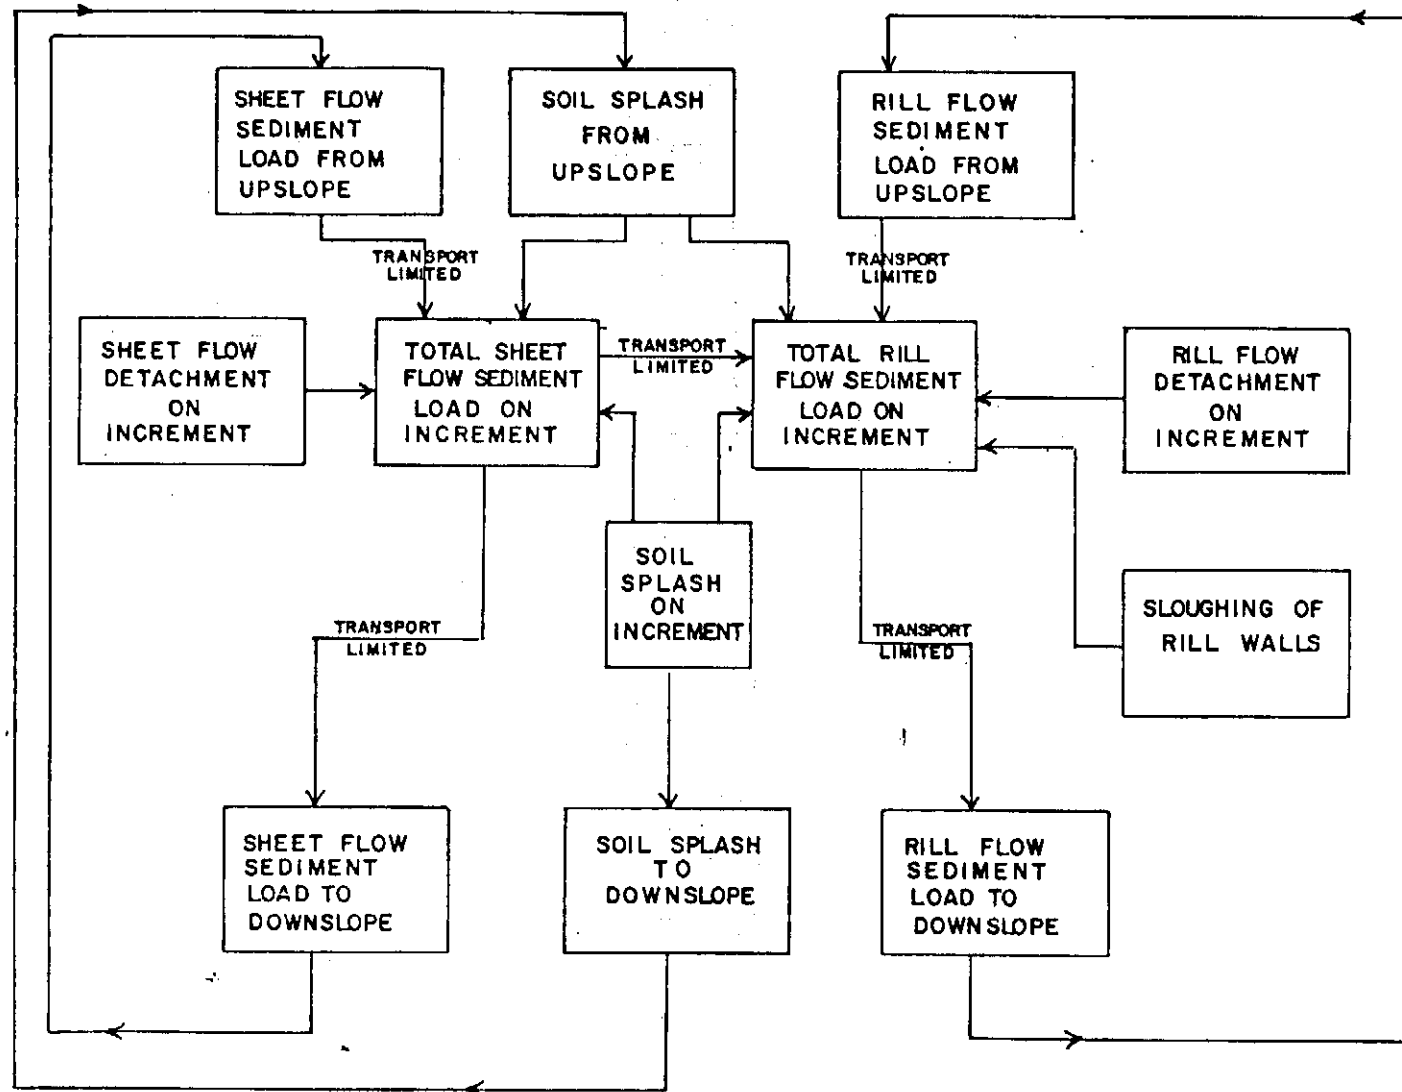 SHEET FLOW
SEDIMENT
LOAD FROM
UPSLOPE
SOIL SPLASH
FROM
UPSLOPE
RILL FLOW
SEDIMENT
LOAD FROM
UPSLOPE
TRANSPORT
LIMITED
TRANSPORT
LIMITED
SHEET FLOW
DETACHMENT
ON
INCREMENT
TOTAL SHEET
FLOW SEDIMENT
LOAD ON
INCREMENT
TRANSPORT
LIMITED
TOTAL RILL
FLOW SEDIMENT
LOAD ON
INCREMENT
RILL FLOW
DETACHMENT
ON
INCREMENT
SOIL
SPLASH
ON
INCREMENT
SLOUGHING OF
RILL WALLS
TRANSPORT
LIMITED
TRANSPORT
LIMITED
SHEET FLOW
SEDIMENT
LOAD TO
DOWNSLOPE
SOIL SPLASH
TO
DOWNSLOPE
RILL FLOW
SEDIMENT
LOAD TO
DOWNSLOPE